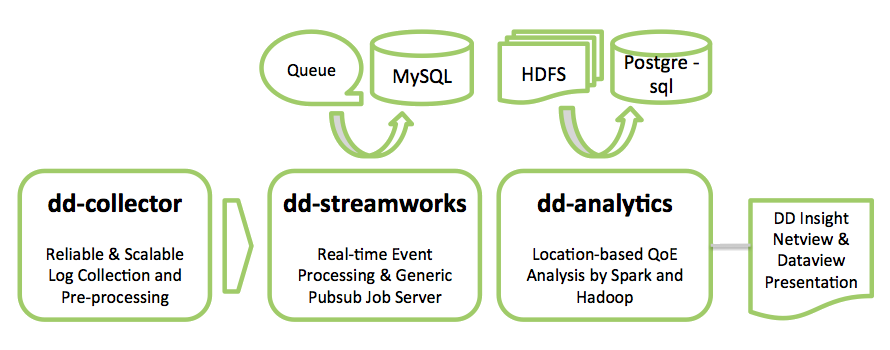 Queue
MySQL
HDFS
Postgre -
sql
dd-collector
Reliable & Scalable
Log Collection and
Pre-processing
dd-streamworks
Real-time Event
Processing & Generic
Pubsub Job Server
dd-analytics
Location-based QoE
Analysis by Spark and
Hadoop
DD Insight
Netview &
Dataview
Presentation